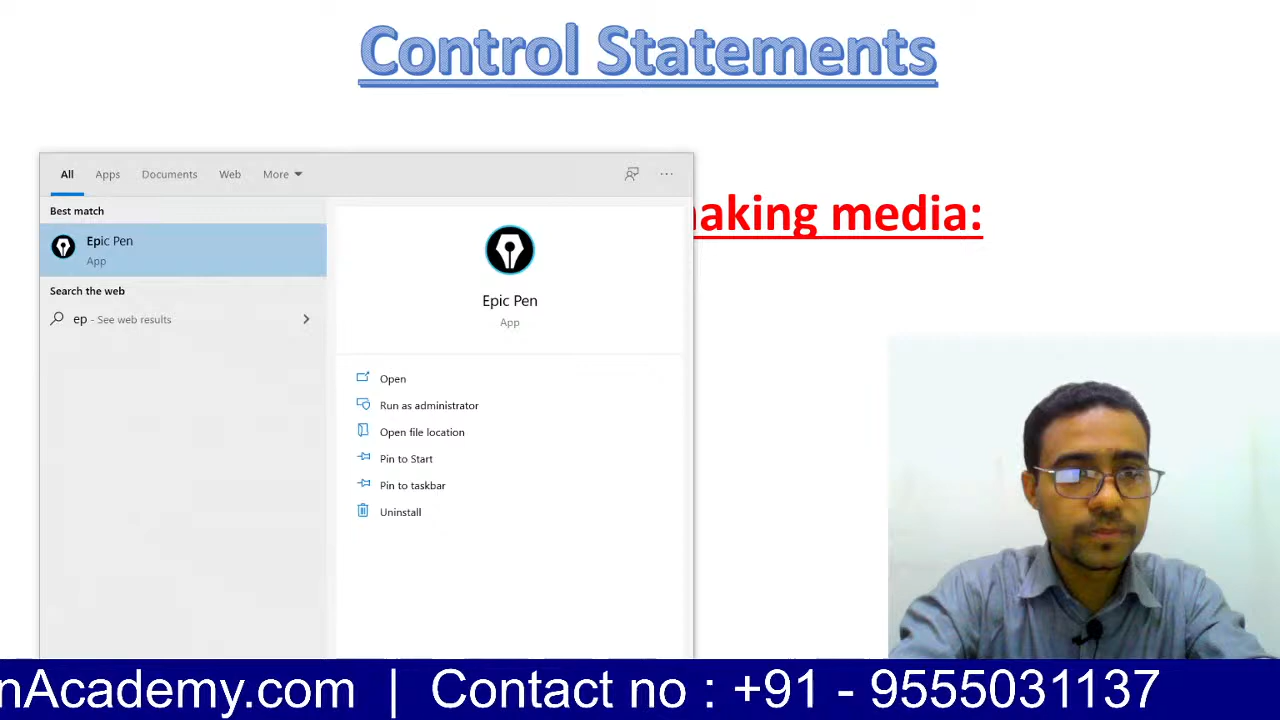 Control Statements
All Apps Documents Web More
making media:
Best match
Epic Pen
App
Search the web
ep - See web results
Epic Pen
App
Open
Run as administrator
Open file location
Pin to Start
Pin to taskbar
Uninstall
nAcademy.com | Contact no : +91 - 9555031137